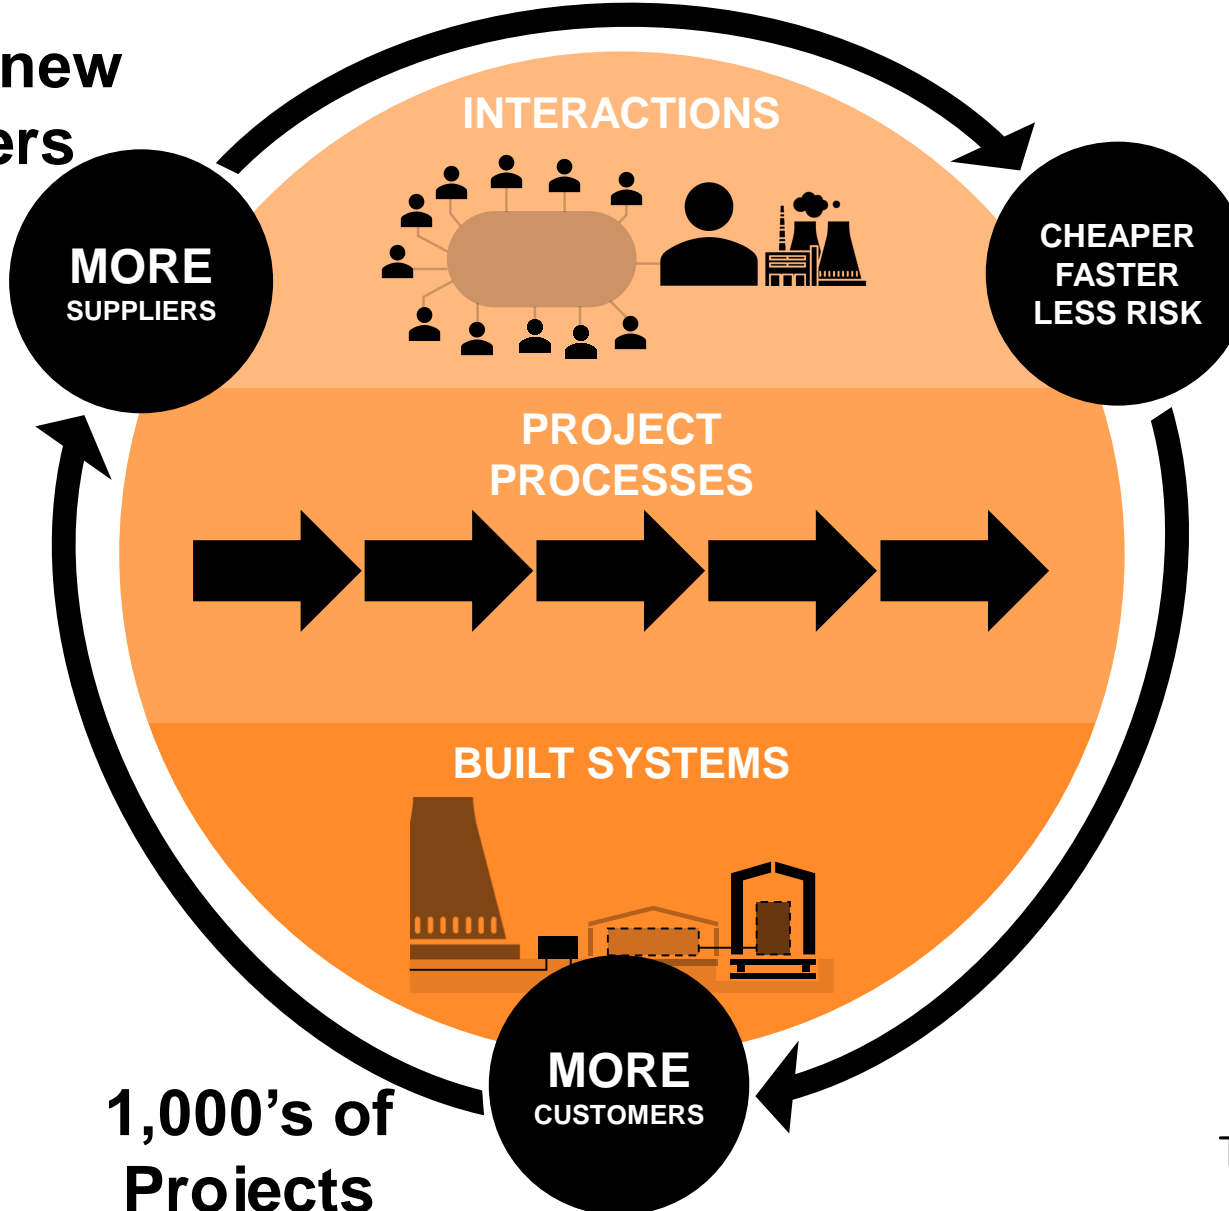 new
ers
INTERACTIONS
MORE
SUPPLIERS
CHEAPER
FASTER
LESS RISK
PROJECT
PROCESSES
BUILT SYSTEMS
MORE
CUSTOMERS
1,000’s of
Projects